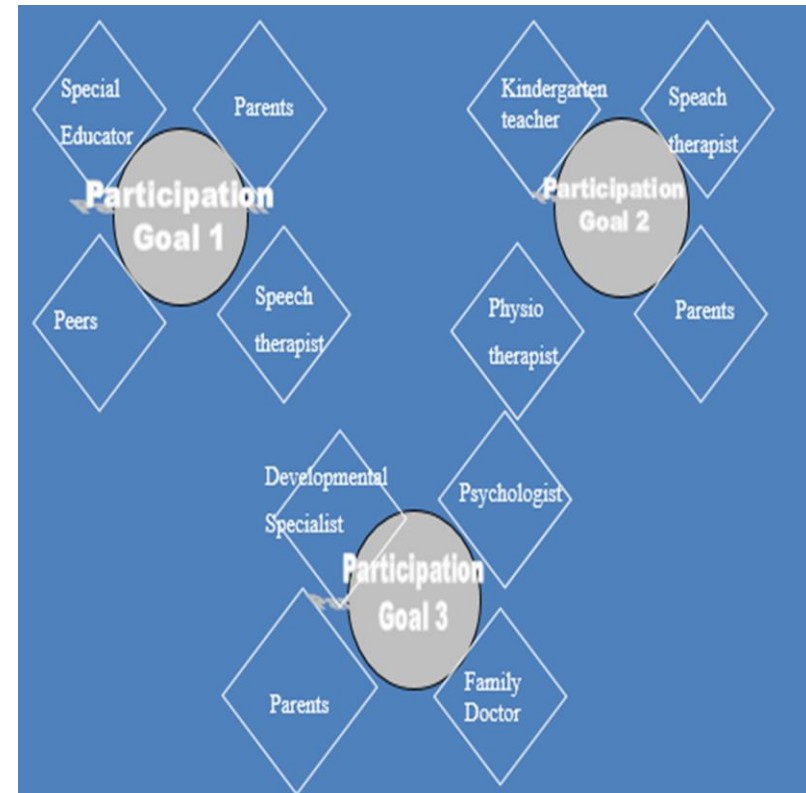 Special
Educator
Parents
Participation
Goal 1
Peers
Speech
therapist
Kindergarten
teacher
Speach
therapist
Participation
Goal 2
Physio
therapist
Parents
Developmental
Specialist
Psychologist
Participation
Goal 3
Parents
Family
Doctor